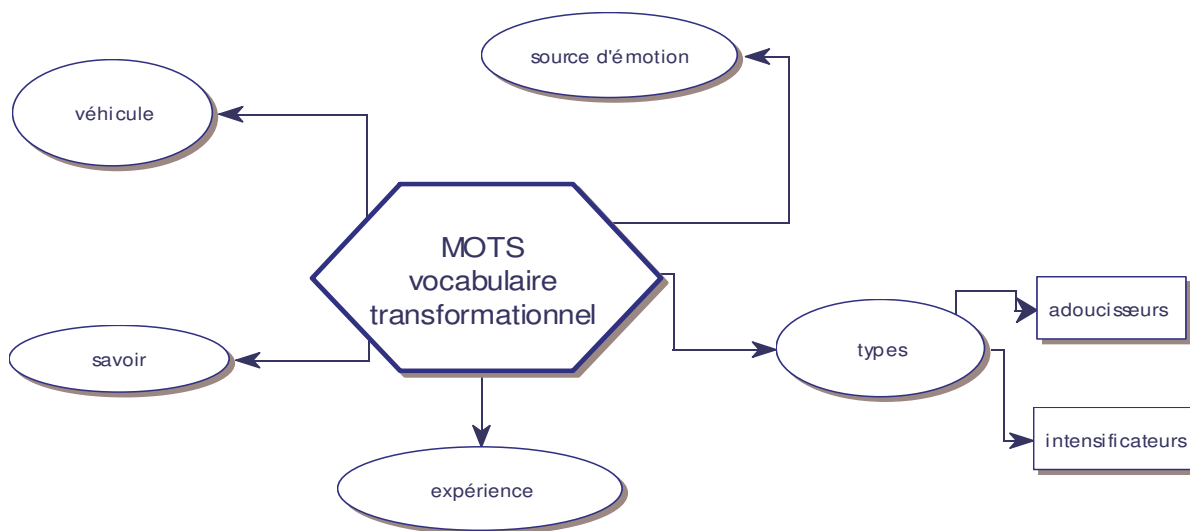 source d'émotion
véhicule
MOTS
vocabulaire
transformationnel
adoucisseurs
types
savoir
intensificateurs
expérience